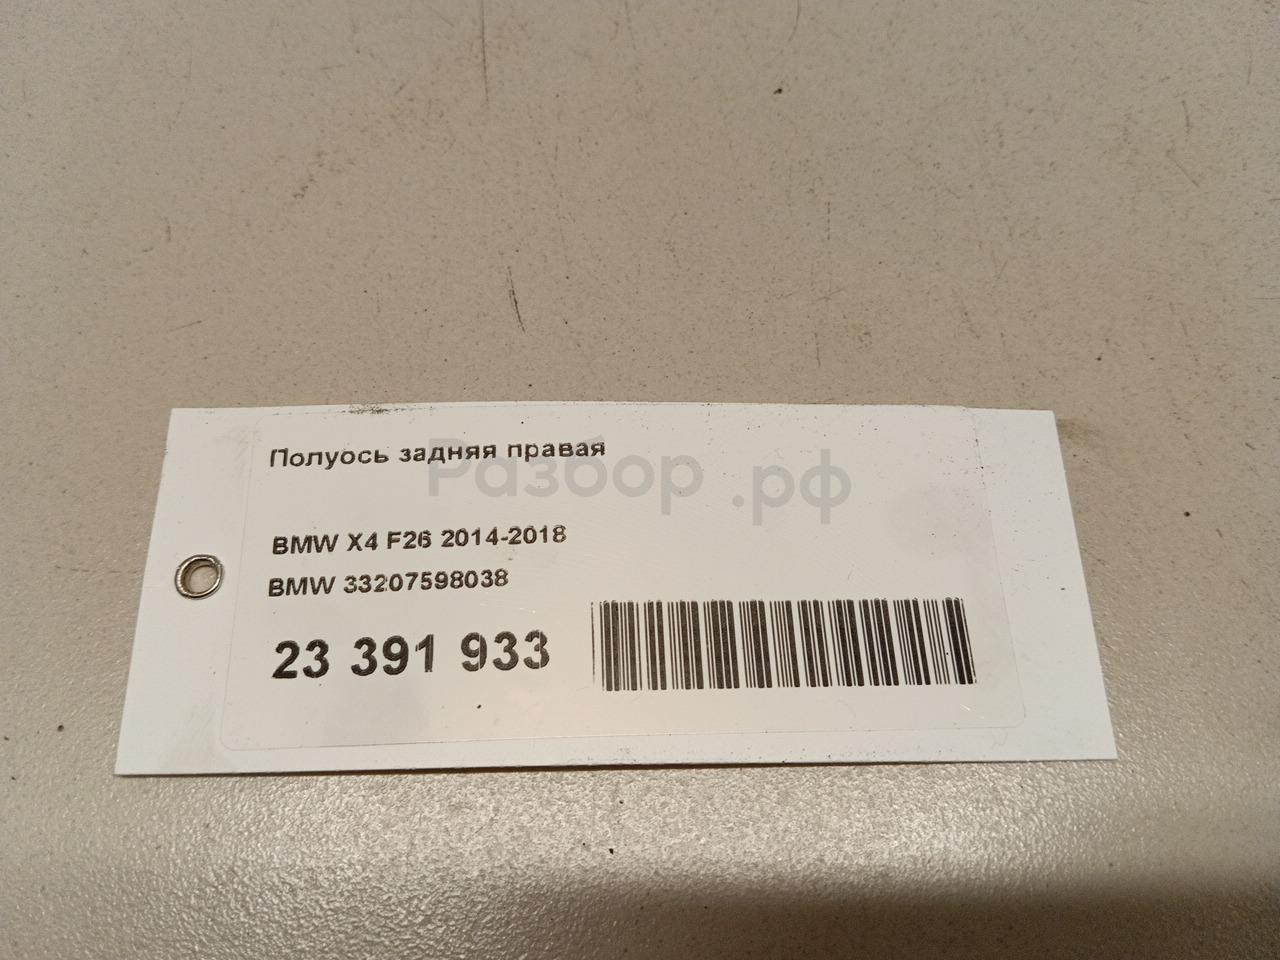 Полуось задняя правая
Разбор.рф
BMW X4 F26 2014-2018
BMW 33207598038
23 391 933